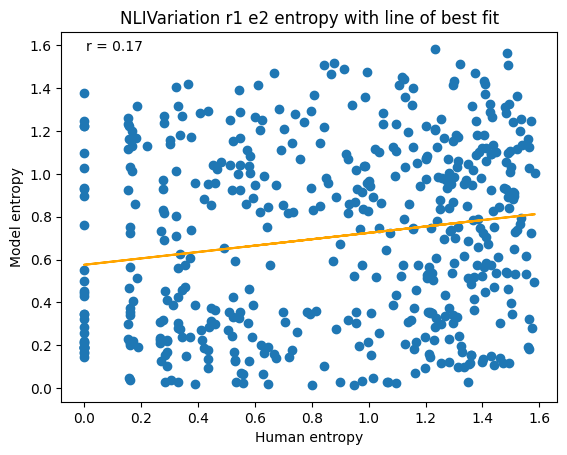 NLIVariation r1 e2 entropy with line of best fit
r = 0.17
Model entropy
1.6
1.4
1.2
1.0
0.8
0.6
0.4
0.2
0.0
0.0 0.2 0.4 0.6 0.8 1.0 1.2 1.4 1.6
Human entropy